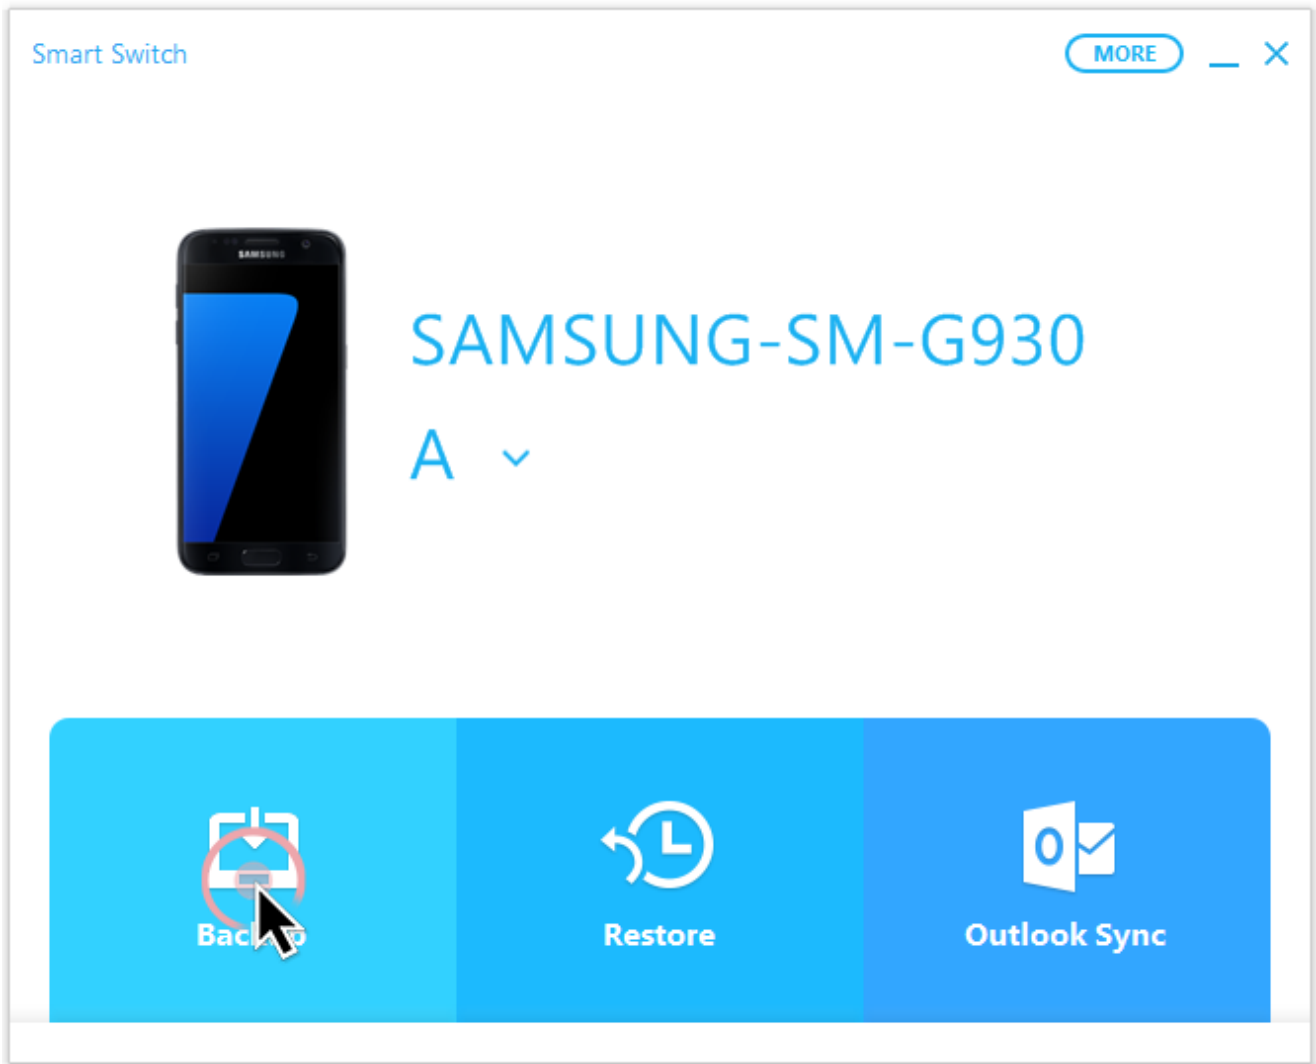 Smart Switch
MORE
SAMSUNG
SAMSUNG-SM-G930
A
Restore
Outlook Sync